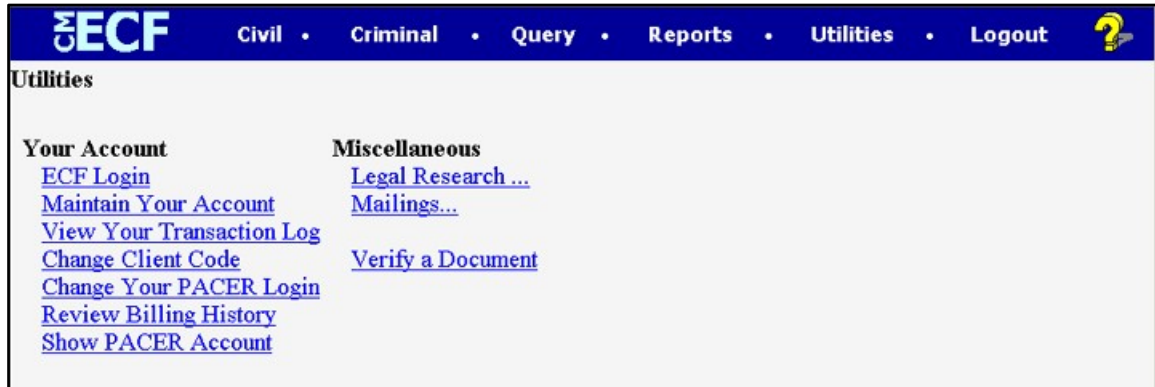 CM ECF Civil • Criminal • Query • Reports • Utilities • Logout ?
Utilities
Your Account
ECF Login
Maintain Your Account
View Your Transaction Log
Change Client Code
Change Your PACER Login
Review Billing History
Show PACER Account
Miscellaneous
Legal Research ...
Mailings...
Verify a Document